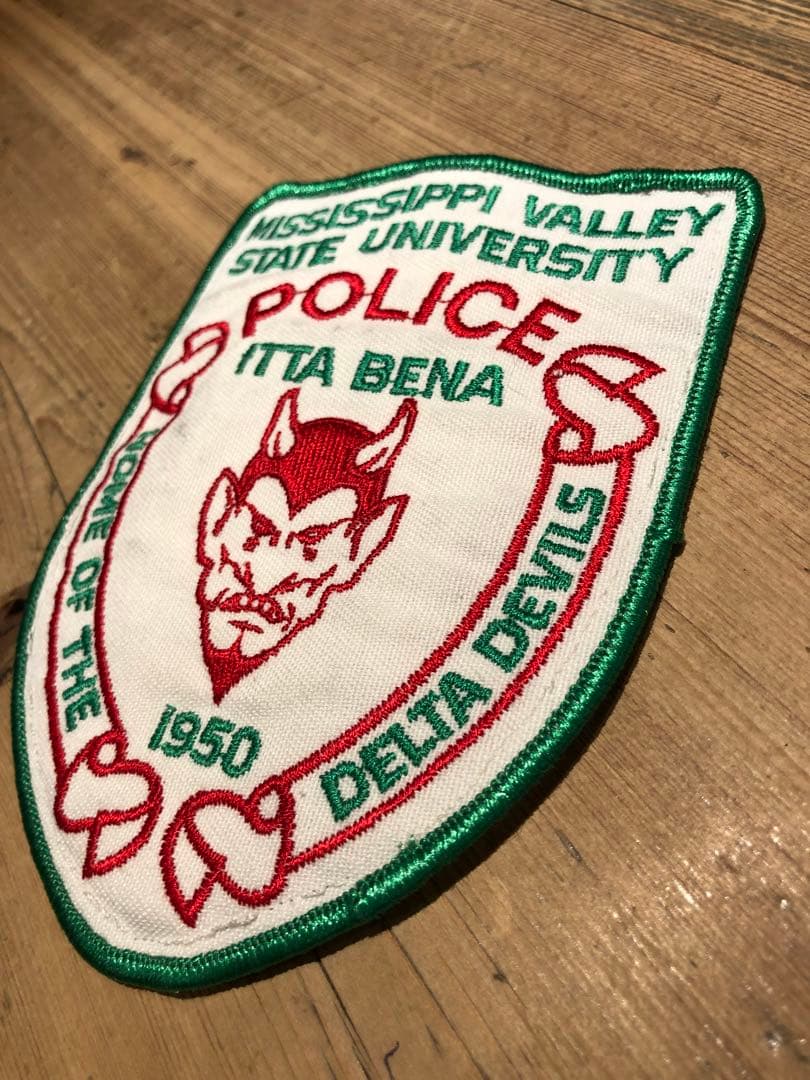 MISSISSIPPI VALLEY
STATE UNIVERSITY
POLICE
ITTA BENA
HOME OF THE
DELTA DEVILS
1950